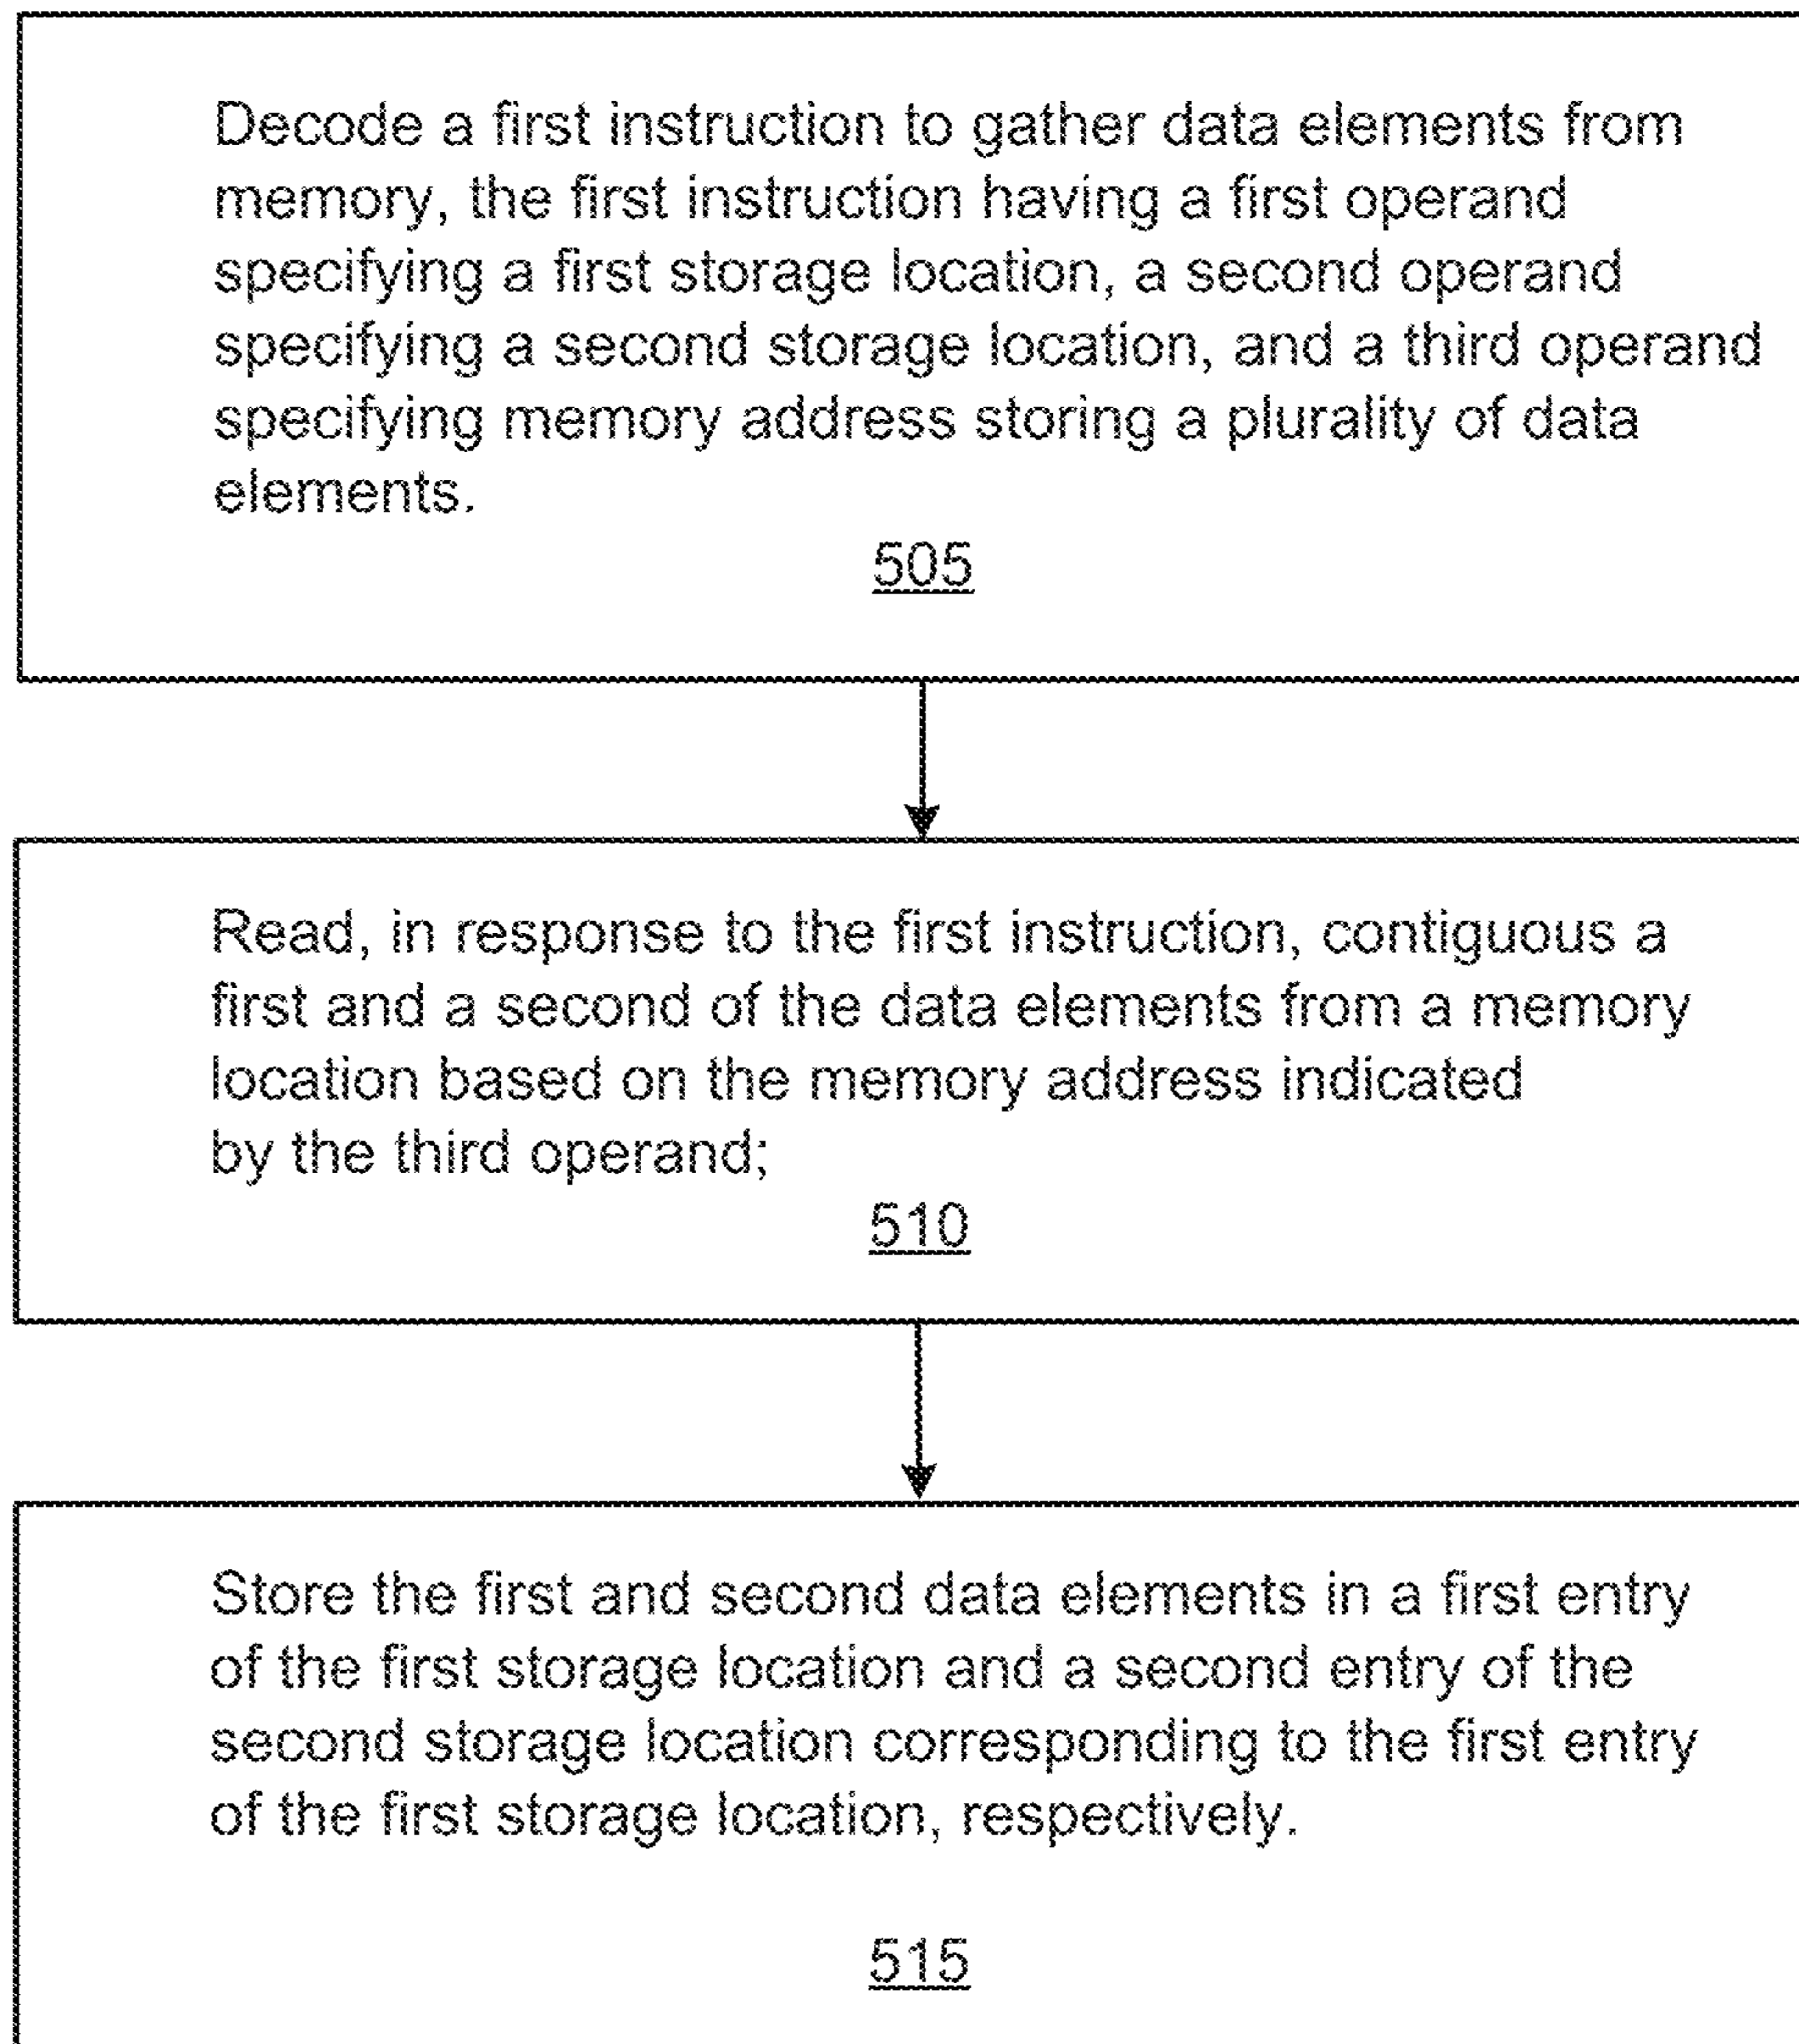 Decode a first instruction to gather data elements from
memory, the first instruction having a first operand
specifying a first storage location, a second operand
specifying a second storage location, and a third operand
specifying memory address storing a plurality of data
elements.
505
Read, in response to the first instruction, contiguous a
first and a second of the data elements from a memory
location based on the memory address indicated
by the third operand;
510
Store the first and second data elements in a first entry
of the first storage location and a second entry of the
second storage location corresponding to the first entry
of the first storage location, respectively.
515